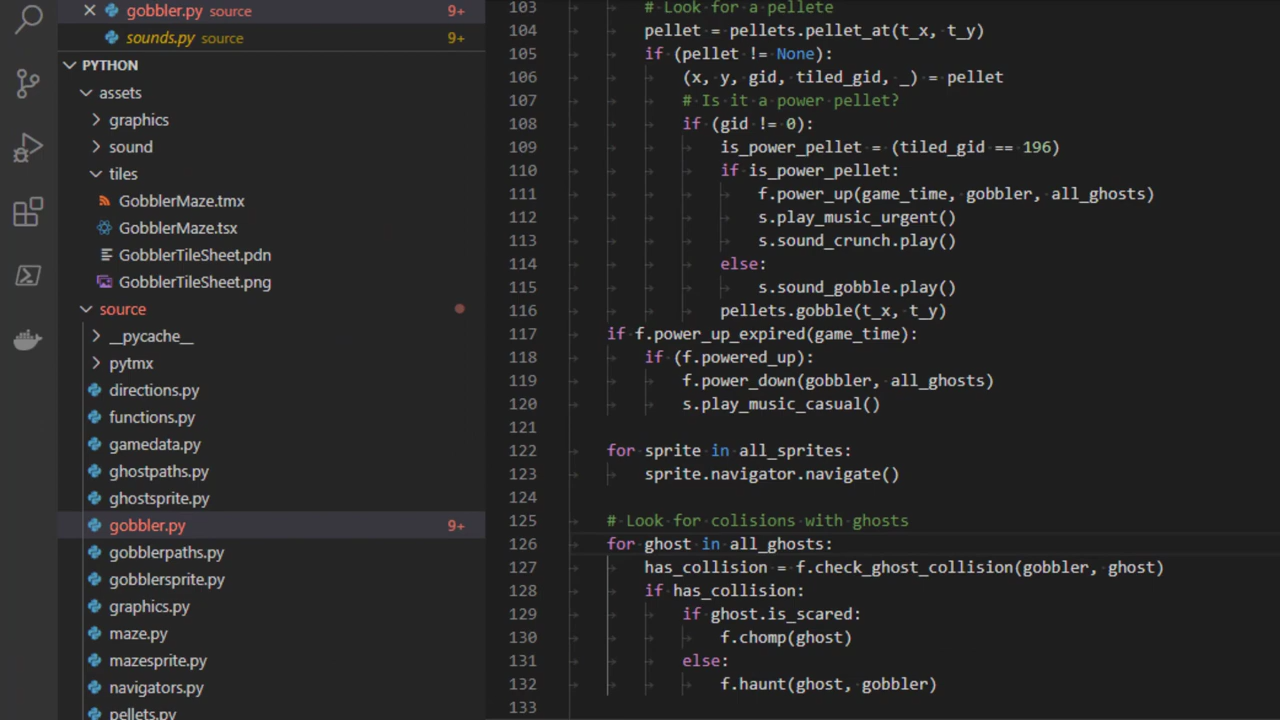 gobbler.py source 9+
sounds.py source 9+
PYTHON
assets
graphics
sound
tiles
GobblerMaze.tmx
GobblerMaze.tsx
GobblerTileSheet.pdn
GobblerTileSheet.png
source
__pycache__
pytmx
directions.py
functions.py
gamedata.py
ghostpaths.py
ghostsprite.py
gobbler.py 9+
gobblerpaths.py
gobblersprite.py
graphics.py
maze.py
mazesprite.py
navigators.py
pellets.py
103 # Look for a pellete
104 pellet = pellets.pellet_at(t_x, t_y)
105 if (pellet != None):
106 (x, y, gid, tiled_gid, _) = pellet
107 # Is it a power pellet?
108 if (gid != 0):
109 is_power_pellet = (tiled_gid == 196)
110 if is_power_pellet:
111 f.power_up(game_time, gobbler, all_ghosts)
112 s.play_music_urgent()
113 s.sound_crunch.play()
114 else:
115 s.sound_gobble.play()
116 pellets.gobble(t_x, t_y)
117 if f.power_up_expired(game_time):
118 if (f.powered_up):
119 f.power_down(gobbler, all_ghosts)
120 s.play_music_casual()
121
122 for sprite in all_sprites:
123 sprite.navigator.navigate()
124
125 # Look for colisions with ghosts
126 for ghost in all_ghosts:
127 has_collision = f.check_ghost_collision(gobbler, ghost)
128 if has_collision:
129 if ghost.is_scared:
130 f.chomp(ghost)
131 else:
132 f.haunt(ghost, gobbler)
133